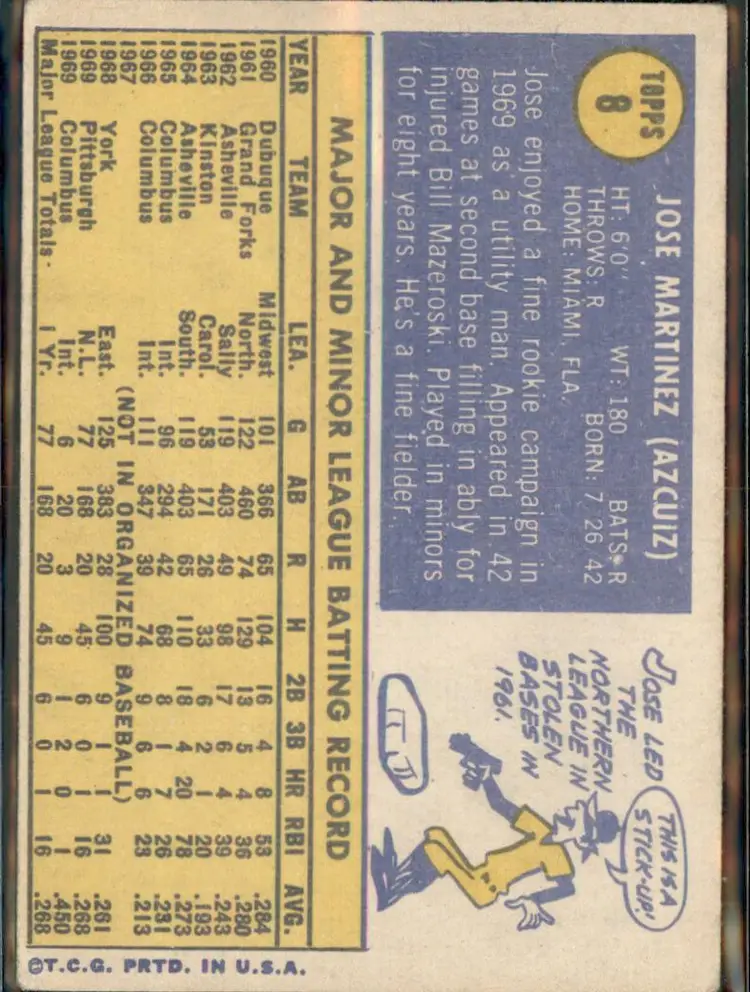 TOPPS
8
JOSE MARTINEZ (AZCUIZ)
HT: 6'0" WT: 180 BATS: R
THROWS: R BORN: 7 26 42
HOME: MIAMI, FLA.
Jose enjoyed a fine rookie campaign in
1969 as a utility man. Appeared in 42
games at second base filling in ably for
injured Bill Mazeroski. Played in minors
for eight years. He's a fine fielder.
JOSE LED
THE
NORTHERN
LEAGUE IN
STOLEN
BASES IN
1961.
THIS IS A
STICK-UP!
MAJOR AND MINOR LEAGUE BATTING RECORD
YEAR TEAM LEA. G AB R H 2B 3B HR RBI AVG.
1960 Dubuque Midwest 101 366 65 104 16 4 8 53 .284
1961 Grand Forks North. 122 460 74 129 13 5 4 36 .280
1962 Asheville Sally 119 403 49 98 17 6 4 39 .243
1963 Kinston Carol. 53 171 26 33 6 2 1 20 .193
1964 Asheville South. 119 403 65 110 18 4 20 78 .273
1965 Columbus Int. 96 294 42 68 8 1 7 26 .231
1966 Columbus Int. 111 347 39 74 9 6 6 23 .213
1967 (NOT IN ORGANIZED BASEBALL)
1968 York East. 125 383 28 100 9 1 1 31 .261
1969 Pittsburgh N.L. 77 168 20 45 6 0 1 16 .268
1969 Columbus Int. 6 20 3 9 1 2 0 1 .450
Major League Totals - 1 Yr. 77 168 20 45 6 0 1 16 .268
©T.C.G. PRTD. IN U.S.A.